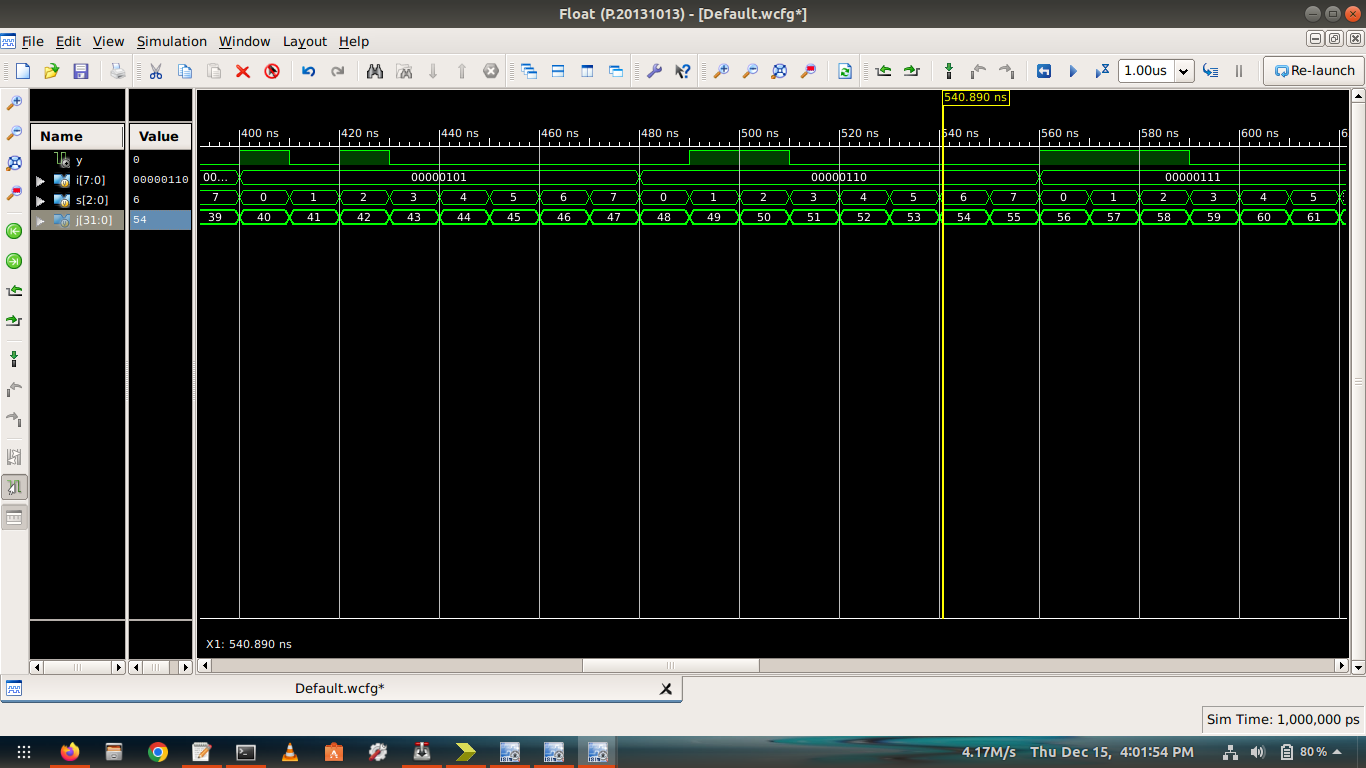 Float (P.20131013) - [Default.wcfg*]
File Edit View Simulation Window Layout Help
1.00us Re-launch
540.890 ns
Name Value
400 ns 420 ns 440 ns 460 ns 480 ns 500 ns 520 ns 540 ns 560 ns 580 ns 600 ns 6
y 0
i[7:0] 00000110 00... 00000101 00000110 00000111
s[2:0] 6 7 0 1 2 3 4 5 6 7 0 1 2 3 4 5 6 7 0 1 2 3 4 5
j[31:0] 54 39 40 41 42 43 44 45 46 47 48 49 50 51 52 53 54 55 56 57 58 59 60 61
X1: 540.890 ns
Default.wcfg*
Sim Time: 1,000,000 ps
4.17M/s Thu Dec 15, 4:01:54 PM 80%